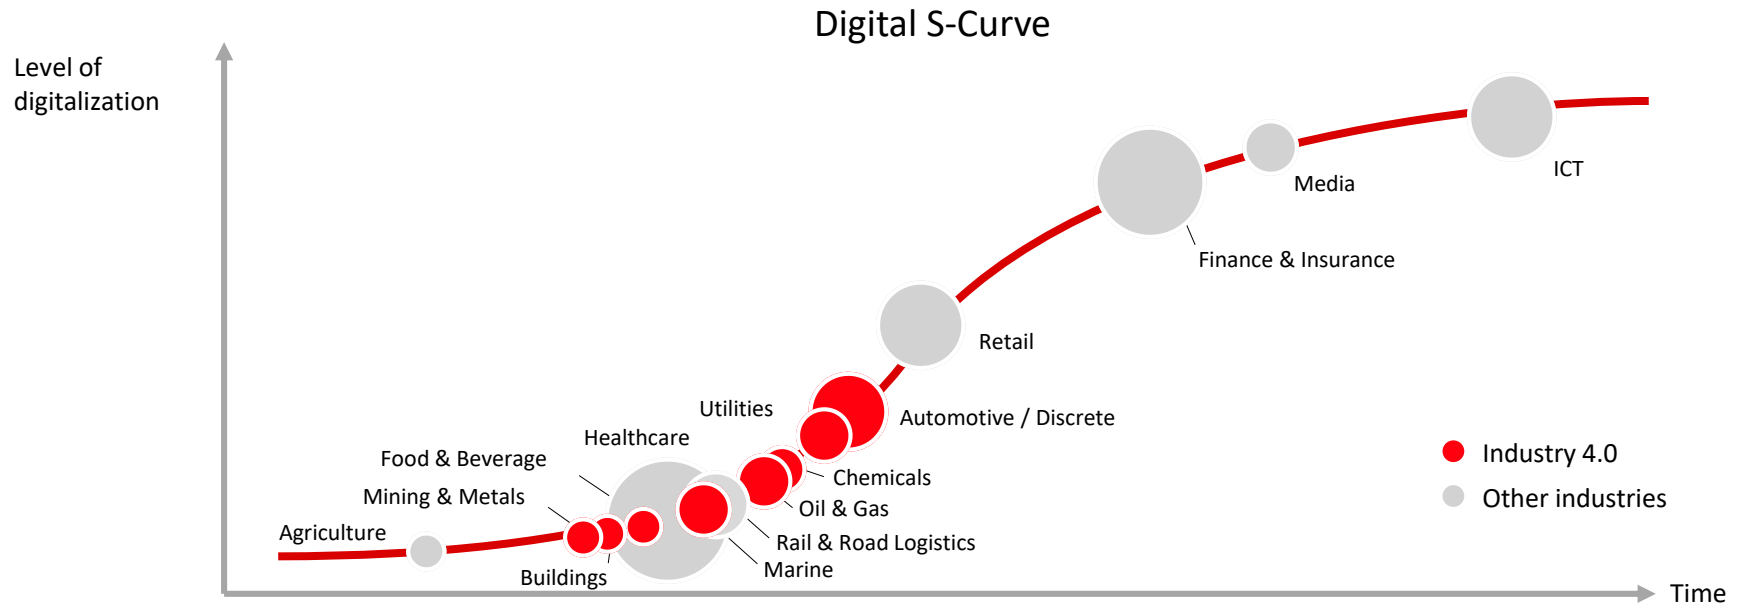 Digital S-Curve
Level of
digitalization
ICT
Media
Finance & Insurance
Retail
Utilities
Automotive / Discrete
Healthcare
Food & Beverage
Industry 4.0
Chemicals
Mining & Metals
Other industries
Oil & Gas
Agriculture
Rail & Road Logistics
Marine
Buildings
Time